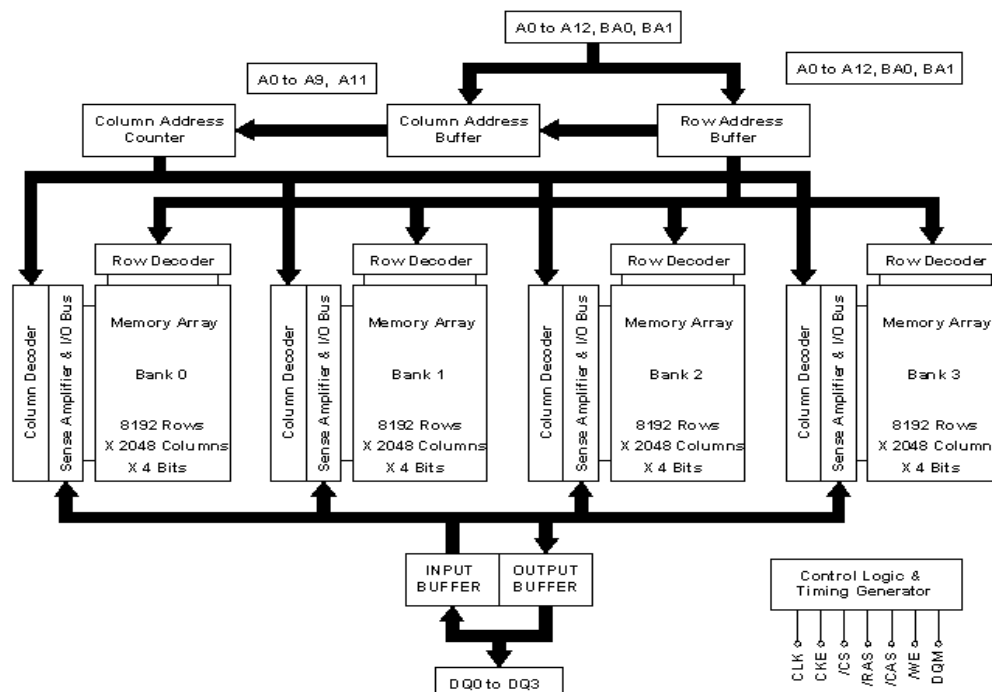 A0 to A12, BA0, BA1
A0 to A9, A11
A0 to A12, BA0, BA1
Column Address
Counter
Column Address
Buffer
Row Address
Buffer
Row Decoder
Row Decoder
Row Decoder
Row Decoder
Column Decoder
Sense Amplifier & I/O Bus
Memory Array
Bank 0
8192 Rows
X 2048 Columns
X 4 Bits
Column Decoder
Sense Amplifier & I/O Bus
Memory Array
Bank 1
8192 Rows
X 2048 Columns
X 4 Bits
Column Decoder
Sense Amplifier & I/O Bus
Memory Array
Bank 2
8192 Rows
X 2048 Columns
X 4 Bits
Column Decoder
Sense Amplifier & I/O Bus
Memory Array
Bank 3
8192 Rows
X 2048 Columns
X 4 Bits
INPUT
BUFFER
OUTPUT
BUFFER
Control Logic &
Timing Generator
CLK
CKE
/CS
/RAS
/CAS
/WE
DQM
DQ0 to DQ3